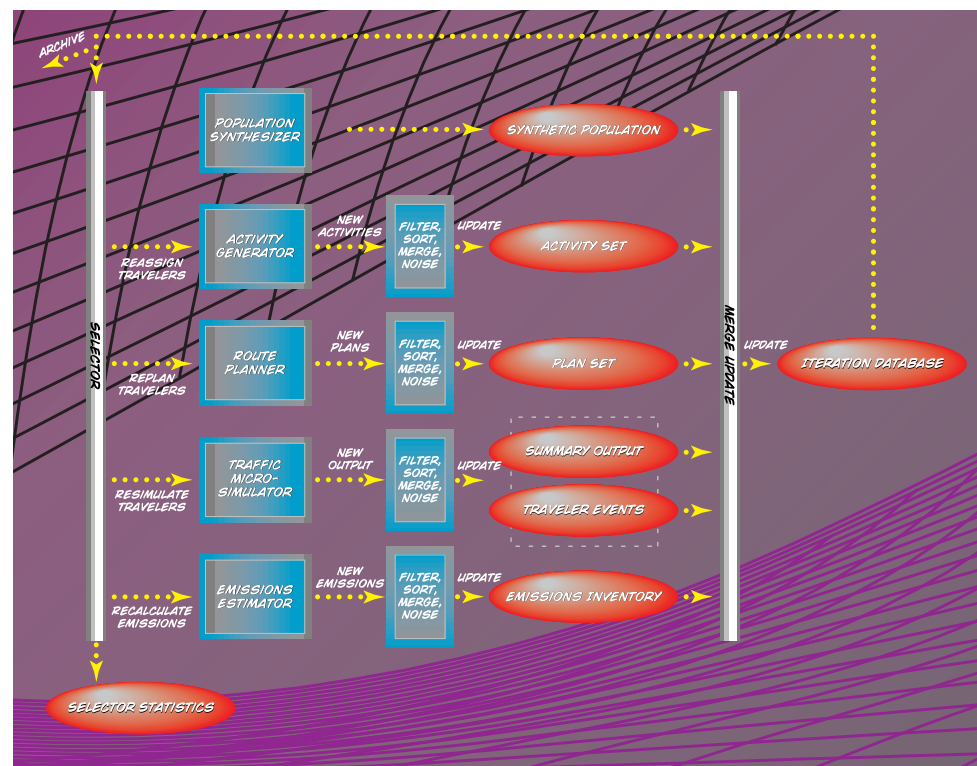 ARCHIVE
POPULATION
SYNTHESIZER
SYNTHETIC POPULATION
REASSIGN
TRAVELERS
ACTIVITY
GENERATOR
NEW
ACTIVITIES
FILTER,
SORT,
MERGE,
NOISE
UPDATE
ACTIVITY SET
SELECTOR
REPLAN
TRAVELERS
ROUTE
PLANNER
NEW
PLANS
FILTER,
SORT,
MERGE,
NOISE
UPDATE
PLAN SET
MERGE UPDATE
UPDATE
ITERATION DATABASE
RESIMULATE
TRAVELERS
TRAFFIC
MICRO-
SIMULATOR
NEW
OUTPUT
FILTER,
SORT,
MERGE,
NOISE
UPDATE
SUMMARY OUTPUT
TRAVELER EVENTS
RECALCULATE
EMISSIONS
EMISSIONS
ESTIMATOR
NEW
EMISSIONS
FILTER,
SORT,
MERGE,
NOISE
UPDATE
EMISSIONS INVENTORY
SELECTOR STATISTICS